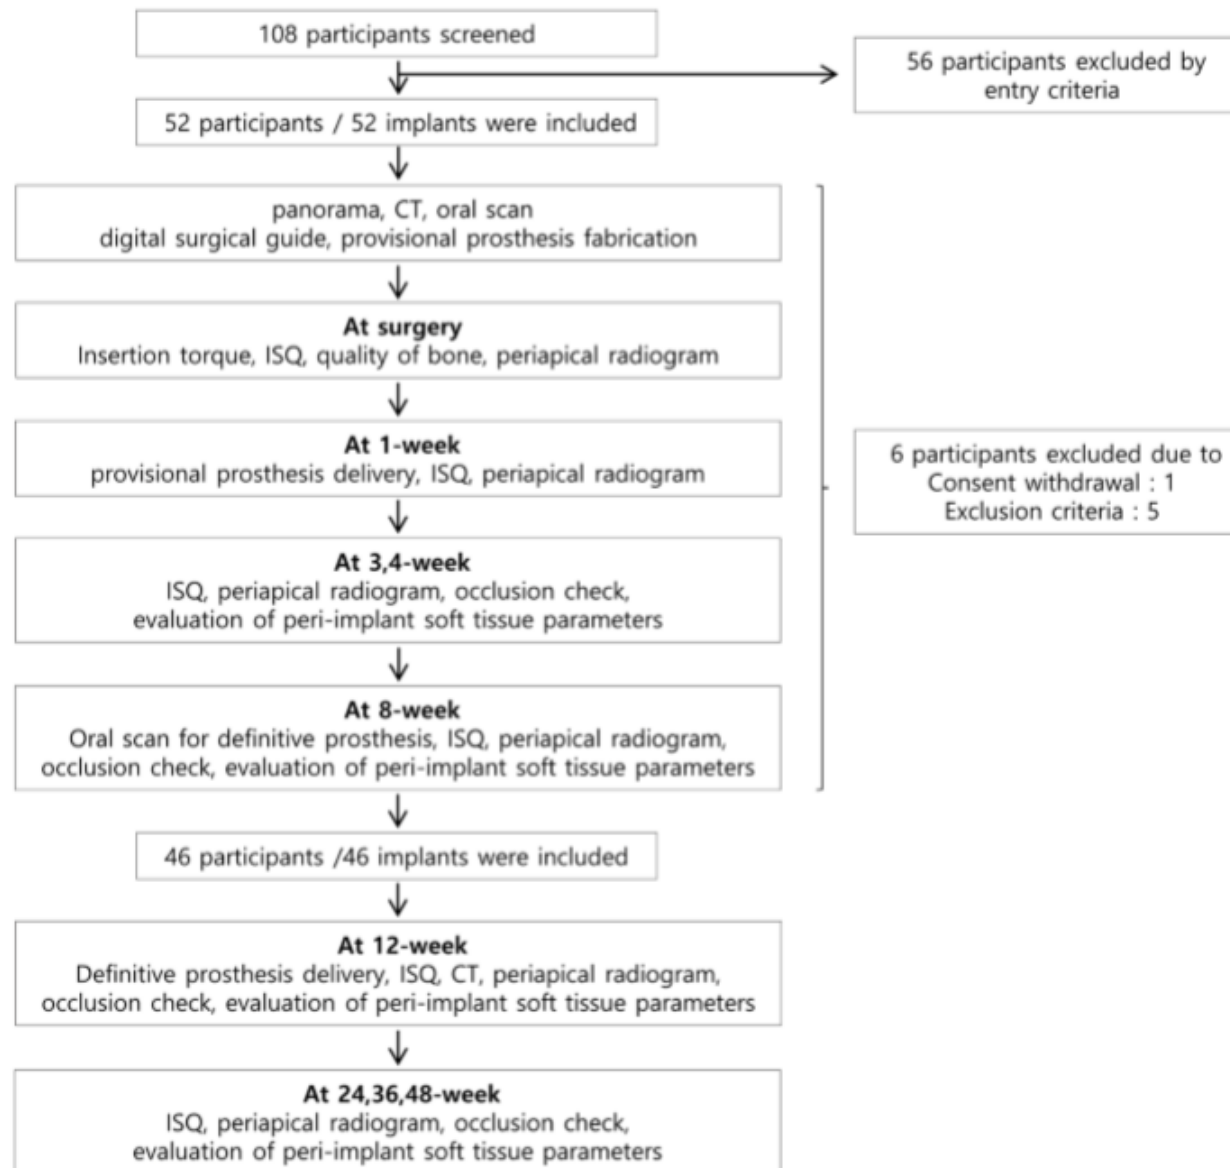 108 participants screened
56 participants excluded by
entry criteria
52 participants / 52 implants were included
panorama, CT, oral scan
digital surgical guide, provisional prosthesis fabrication
At surgery
Insertion torque, ISQ, quality of bone, periapical radiogram
At 1-week
provisional prosthesis delivery, ISQ, periapical radiogram
6 participants excluded due to
Consent withdrawal : 1
Exclusion criteria : 5
At 3,4-week
ISQ, periapical radiogram, occlusion check,
evaluation of peri-implant soft tissue parameters
At 8-week
Oral scan for definitive prosthesis, ISQ, periapical radiogram,
occlusion check, evaluation of peri-implant soft tissue parameters
46 participants /46 implants were included
At 12-week
Definitive prosthesis delivery, ISQ, CT, periapical radiogram,
occlusion check, evaluation of peri-implant soft tissue parameters
At 24,36,48-week
ISQ, periapical radiogram, occlusion check,
evaluation of peri-implant soft tissue parameters